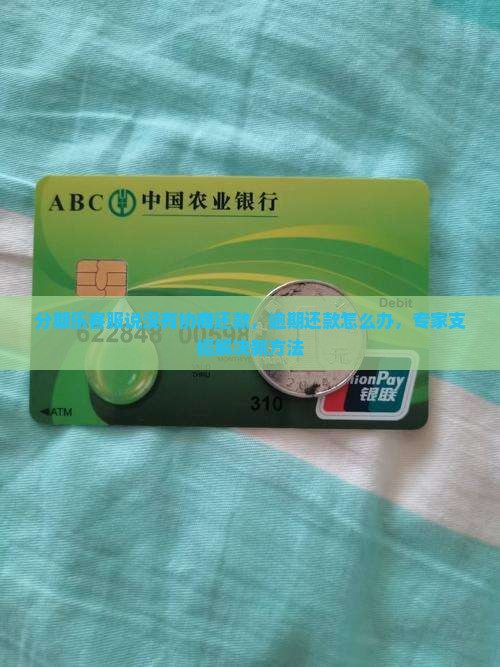 ABC 中国农业银行
Debit
分期乐客服说没有协商还款，逾期还款怎么办，专家支
招解决新方法
622848
元
310
UnionPay
银联
◀ATM